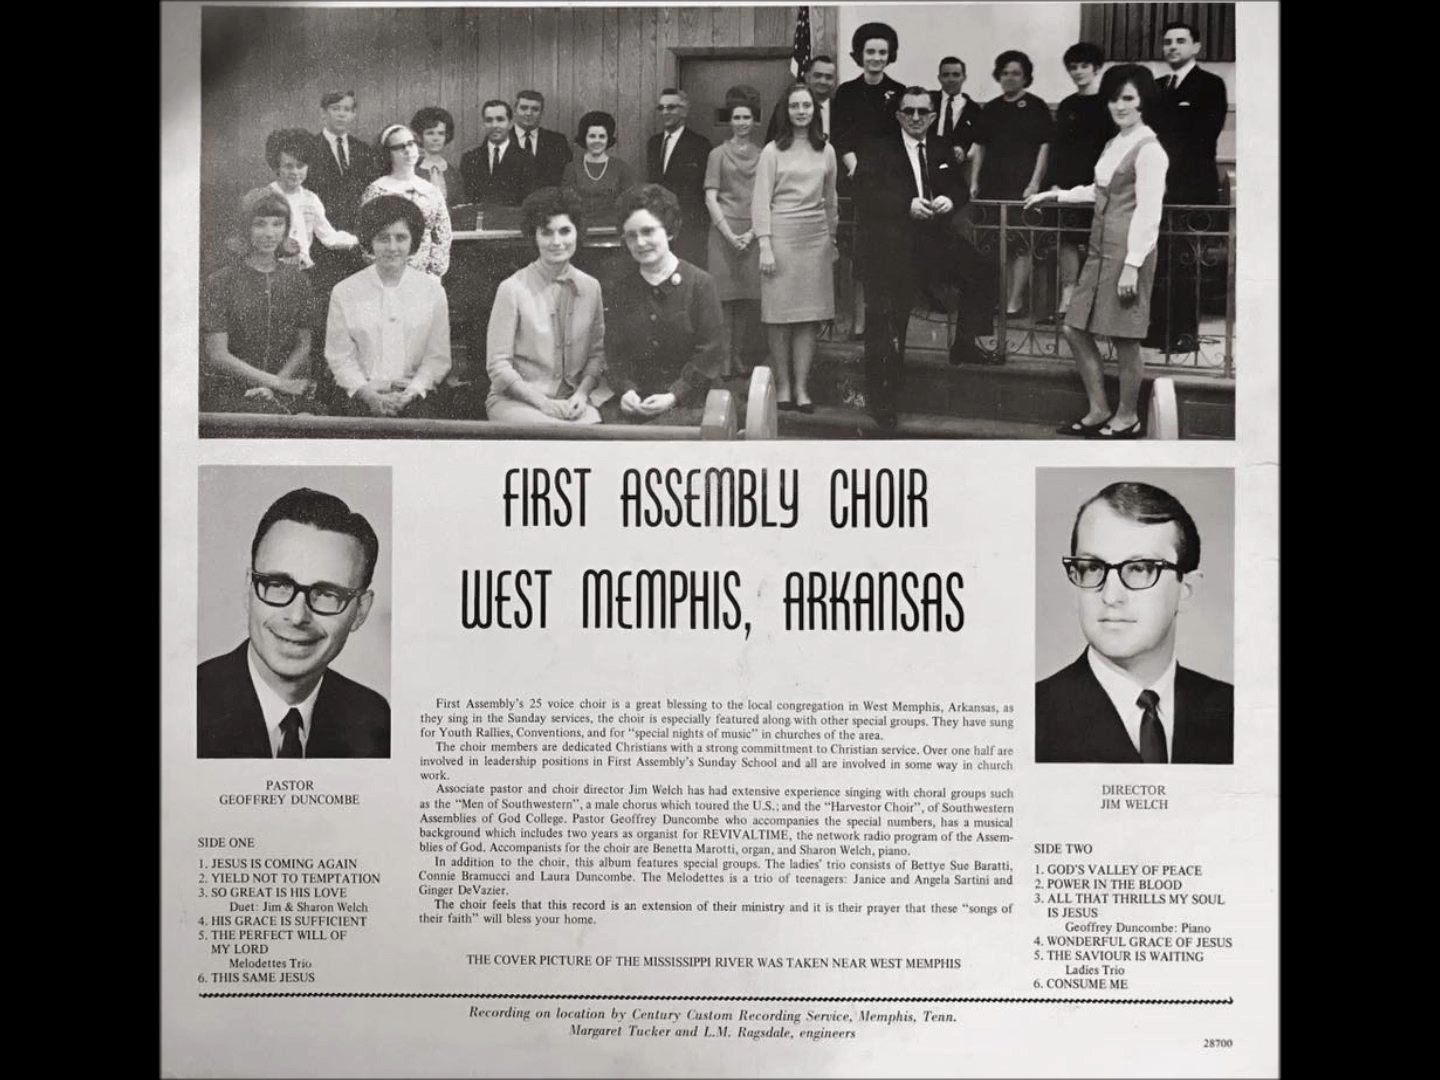 FIRST ASSEMBLY CHOIR
WEST MEMPHIS, ARKANSAS
First Assembly's 25 voice choir is a great blessing to the local congregation in West Memphis, Arkansas, as
they sing in the Sunday services, the choir is especially featured along with other special groups. They have sung
for Youth Rallies, Conventions, and for "special nights of music" in churches of the area.
The choir members are dedicated Christians with a strong committment to Christian service. Over one half are
involved in leadership positions in First Assembly's Sunday School and all are involved in some way in church
work.
Associate pastor and choir director Jim Welch has had extensive experience singing with choral groups such
as the "Men of Southwestern", a male chorus which toured the U.S.; and the "Harvestor Choir", of Southwestern
Assemblies of God College. Pastor Geoffrey Duncombe who accompanies the special numbers, has a musical
background which includes two years as organist for REVIVALTIME, the network radio program of the Assem-
blies of God. Accompanists for the choir are Benetta Marotti, organ, and Sharon Welch, piano.
In addition to the choir, this album features special groups. The ladies' trio consists of Bettye Sue Baratti,
Connie Bramucci and Laura Duncombe. The Melodettes is a trio of teenagers: Janice and Angela Sartini and
Ginger DeVazier.
The choir feels that this record is an extension of their ministry and it is their prayer that these "songs of
their faith" will bless your home.
THE COVER PICTURE OF THE MISSISSIPPI RIVER WAS TAKEN NEAR WEST MEMPHIS
PASTOR
GEOFFREY DUNCOMBE
SIDE ONE
1. JESUS IS COMING AGAIN
2. YIELD NOT TO TEMPTATION
3. SO GREAT IS HIS LOVE
Duet: Jim & Sharon Welch
4. HIS GRACE IS SUFFICIENT
5. THE PERFECT WILL OF
MY LORD
Melodettes Trio
6. THIS SAME JESUS
DIRECTOR
JIM WELCH
SIDE TWO
1. GOD'S VALLEY OF PEACE
2. POWER IN THE BLOOD
3. ALL THAT THRILLS MY SOUL
IS JESUS
Geoffrey Duncombe: Piano
4. WONDERFUL GRACE OF JESUS
5. THE SAVIOUR IS WAITING
Ladies Trio
6. CONSUME ME
Recording on location by Century Custom Recording Service, Memphis, Tenn.
Margaret Tucker and L.M. Ragsdale, engineers
28700